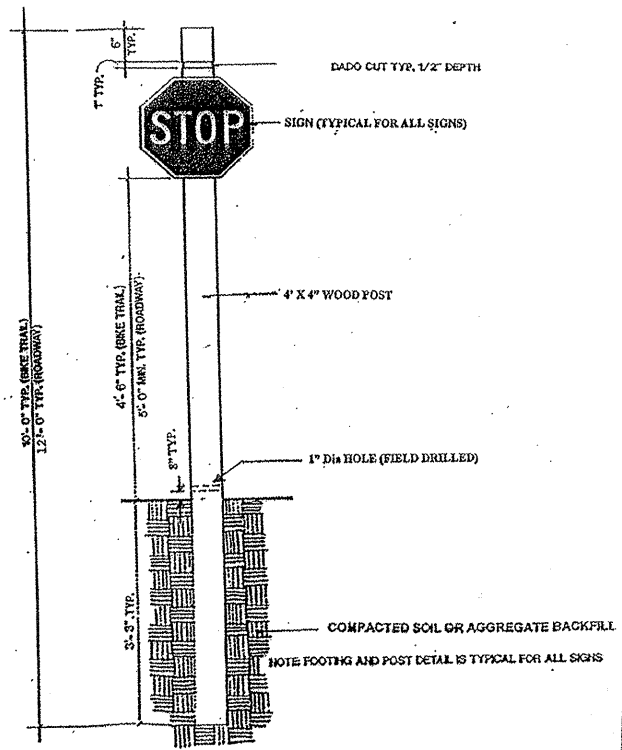 6"
TYP.
1" TYP.
DADO CUT TYP, 1/2" DEPTH
STOP
SIGN (TYPICAL FOR ALL SIGNS)
4' X 4" WOOD POST
10'- 0" TYP. (BIKE TRAIL)
12'- 0" TYP. (ROADWAY)
4'- 6" TYP. (BIKE TRAIL)
5'- 0" MIN. TYP. (ROADWAY)
8" TYP.
1" Dia HOLE (FIELD DRILLED)
3'- 3" TYP.
COMPACTED SOIL OR AGGREGATE BACKFILL
NOTE FOOTING AND POST DETAIL IS TYPICAL FOR ALL SIGNS